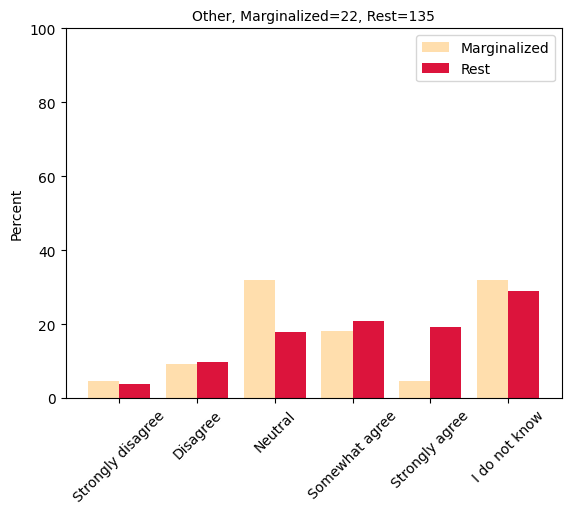 Other, Marginalized=22, Rest=135
Marginalized
Rest
Percent
100
80
60
40
20
0
Strongly disagree
Disagree
Neutral
Somewhat agree
Strongly agree
I do not know